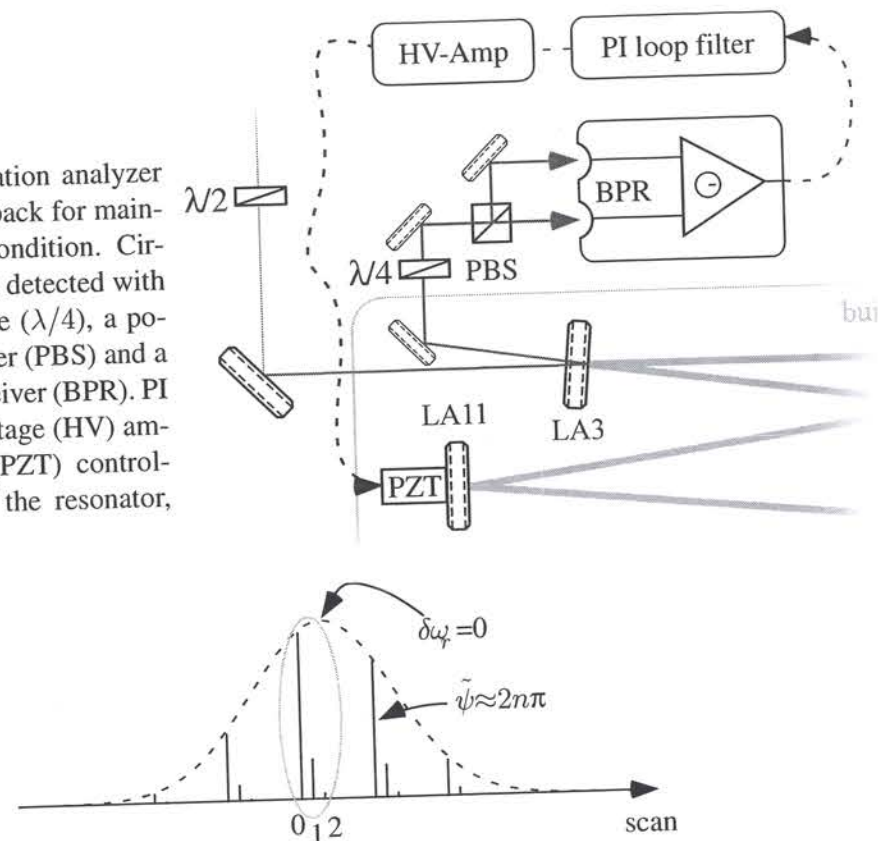 HV-Amp
PI loop filter
ation analyzer
back for main-
ondition. Cir-
detected with
e (λ/4), a po-
er (PBS) and a
eiver (BPR). PI
tage (HV) am-
PZT) control-
the resonator,
λ/2
λ/4
PBS
BPR
LA11
LA3
PZT
δω_r=0
ψ̃≈2nπ
0 1 2
scan